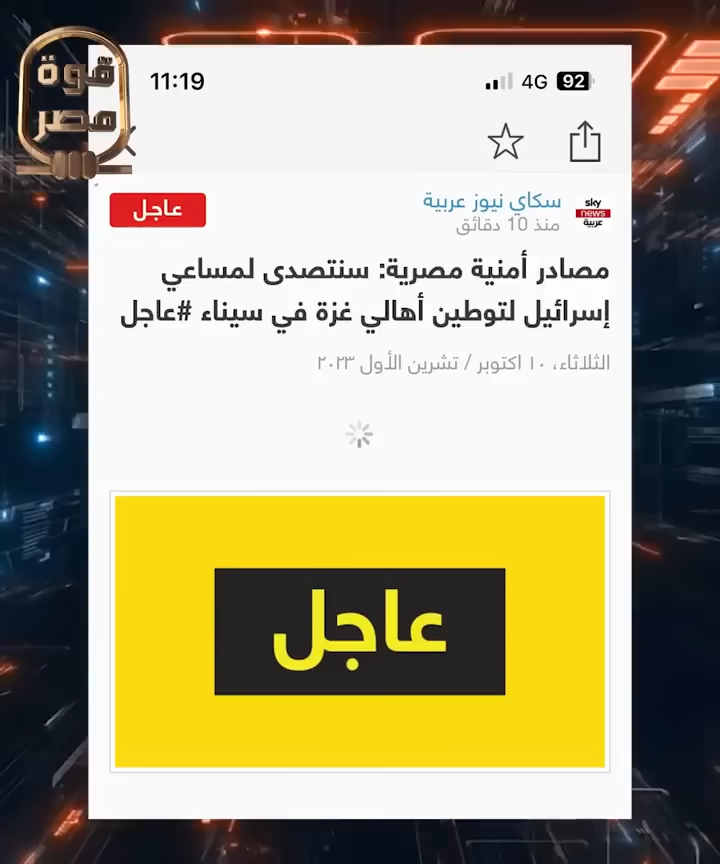 قوة
مصر
11:19
4G 92
عاجل
سكاي نيوز عربية
sky
news
عربية
منذ 10 دقائق
مصادر أمنية مصرية: سنتصدى لمساعي
إسرائيل لتوطين أهالي غزة في سيناء #عاجل
الثلاثاء، ١٠ اكتوبر / تشرين الأول ٢٠٢٣
عاجل